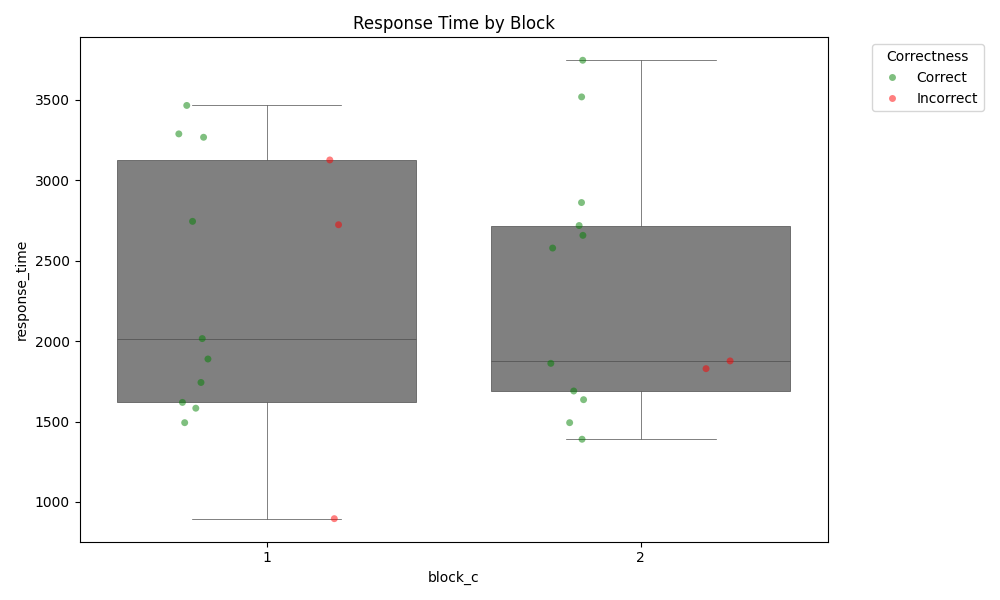 Response Time by Block
Correctness
Correct
Incorrect
response_time
3500
3000
2500
2000
1500
1000
1
2
block_c